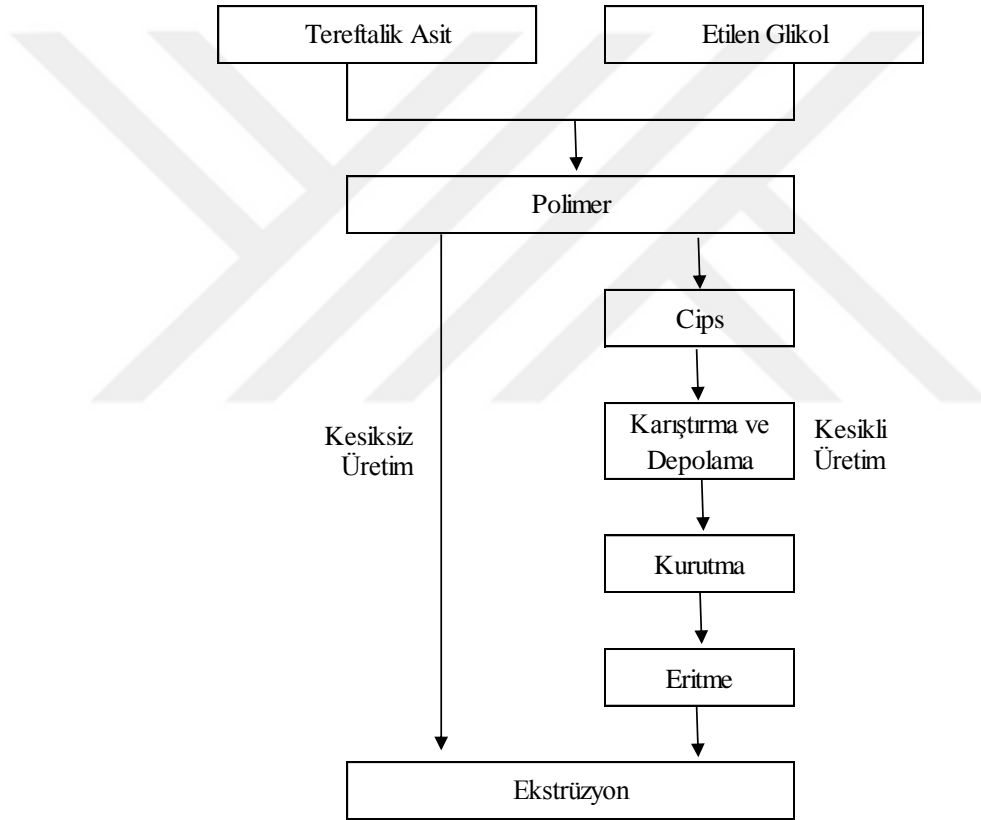 Tereftalik Asit
Etilen Glikol
Polimer
Cips
Karıştırma ve
Depolama
Kesiksiz
Üretim
Kesikli
Üretim
Kurutma
Eritme
Ekstrüzyon